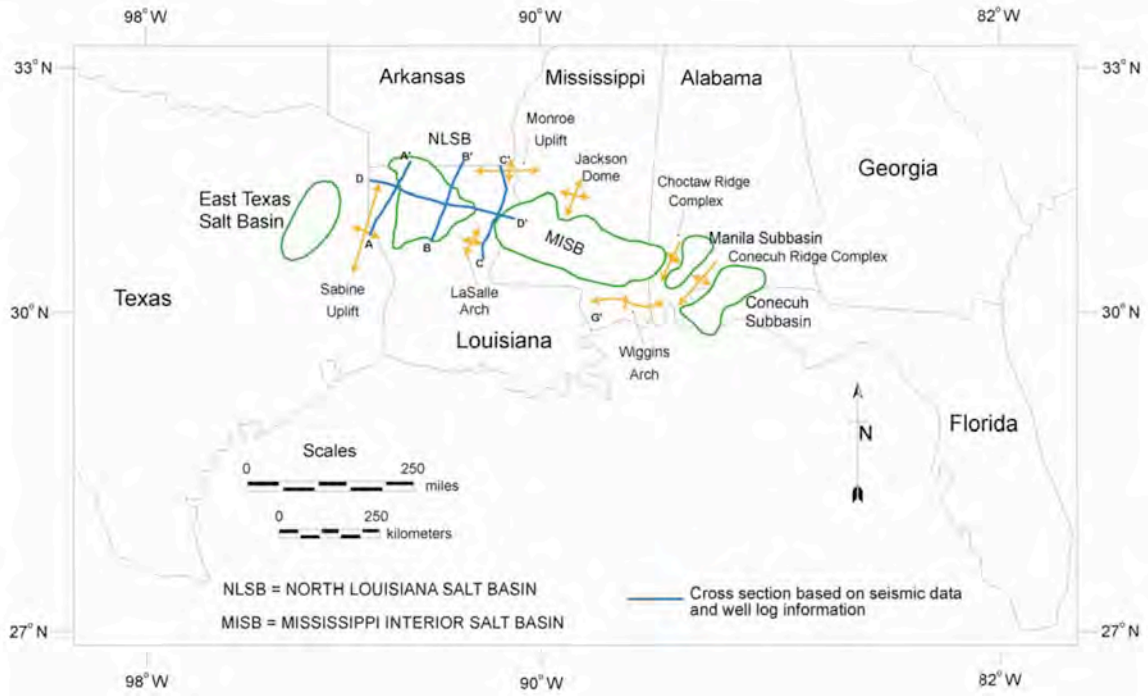 98°W 90°W 82°W
33°N 33°N
Arkansas Mississippi Alabama
Monroe
Uplift
NLSB
A' B' C'
Jackson
Dome
Georgia
Choctaw Ridge
Complex
D
East Texas
Salt Basin
D'
MISB
Manila Subbasin
Conecuh Ridge Complex
A B C
Texas
Sabine
Uplift
LaSalle
Arch
Conecuh
Subbasin
30°N 30°N
G'
Louisiana
Wiggins
Arch
N
Florida
Scales
0 250
miles
0 250
kilometers
NLSB = NORTH LOUISIANA SALT BASIN
MISB = MISSISSIPPI INTERIOR SALT BASIN
Cross section based on seismic data
and well log information
27°N 27°N
98°W 90°W 82°W